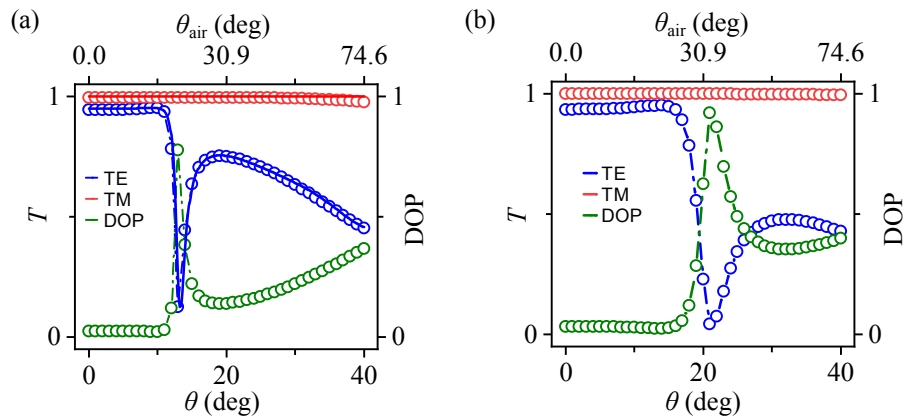 (a)
θair (deg)
0.0 30.9 74.6
1 1
TE
TM
DOP
T
DOP
0 0
0 20 40
θ (deg)
(b)
θair (deg)
0.0 30.9 74.6
1 1
TE
TM
DOP
T
DOP
0 0
0 20 40
θ (deg)